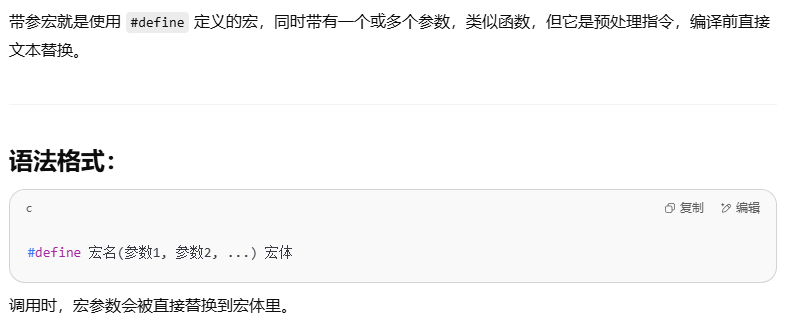 带参宏就是使用 #define 定义的宏，同时带有一个或多个参数，类似函数，但它是预处理指令，编译前直接
文本替换。
语法格式：
c 复制 编辑
#define 宏名(参数1, 参数2, ...) 宏体
调用时，宏参数会被直接替换到宏体里。